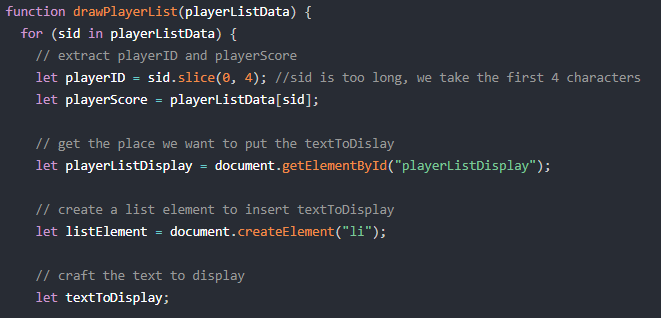 function drawPlayerList(playerListData) {
for (sid in playerListData) {
// extract playerID and playerScore
let playerID = sid.slice(0, 4); //sid is too long, we take the first 4 characters
let playerScore = playerListData[sid];
// get the place we want to put the textToDislay
let playerListDisplay = document.getElementById("playerListDisplay");
// create a list element to insert textToDisplay
let listElement = document.createElement("li");
// craft the text to display
let textToDisplay;